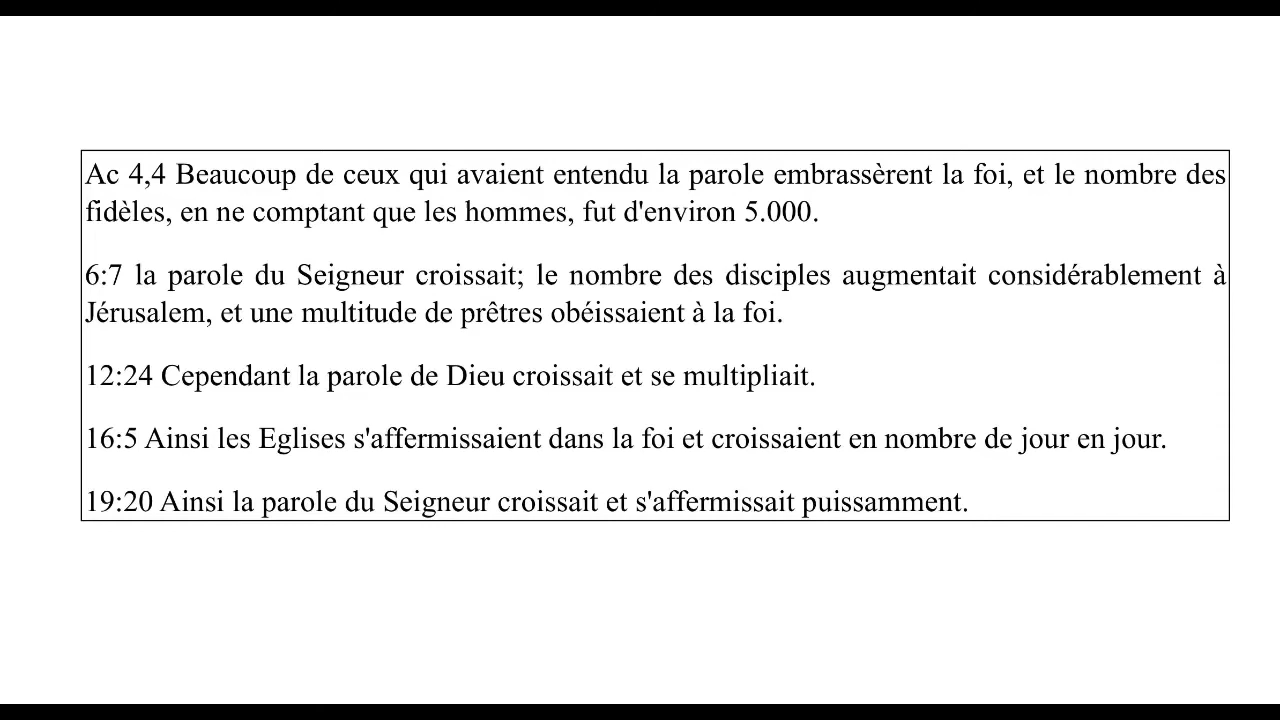 Ac 4,4 Beaucoup de ceux qui avaient entendu la parole embrassèrent la foi, et le nombre des
fidèles, en ne comptant que les hommes, fut d'environ 5.000.
6:7 la parole du Seigneur croissait; le nombre des disciples augmentait considérablement à
Jérusalem, et une multitude de prêtres obéissaient à la foi.
12:24 Cependant la parole de Dieu croissait et se multipliait.
16:5 Ainsi les Eglises s'affermissaient dans la foi et croissaient en nombre de jour en jour.
19:20 Ainsi la parole du Seigneur croissait et s'affermissait puissamment.